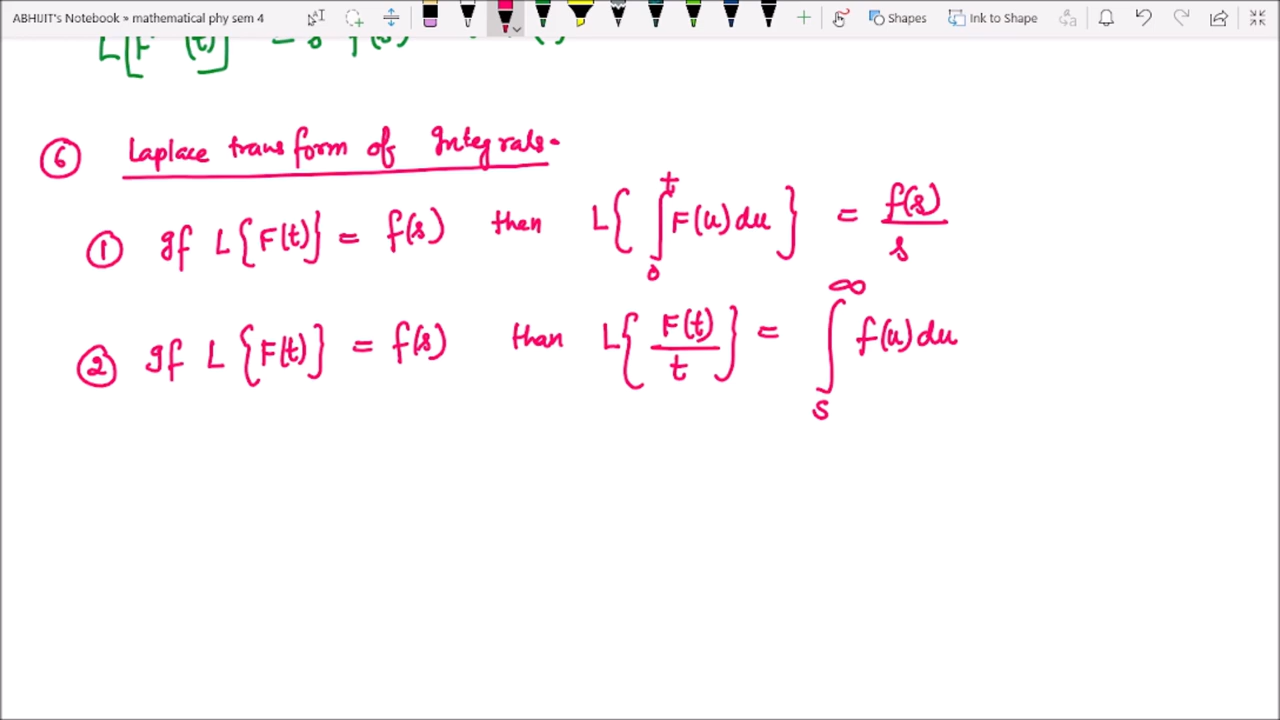 ABHIJIT's Notebook » mathematical phy sem 4
Shapes
Ink to Shape
⑥ Laplace transform of Integrals.
① If L{F(t)} = f(s) then L{∫₀ᵗ F(u) du} = f(s)/s
② If L{F(t)} = f(s) than L{F(t)/t} = ∫ₛ^∞ f(u) du